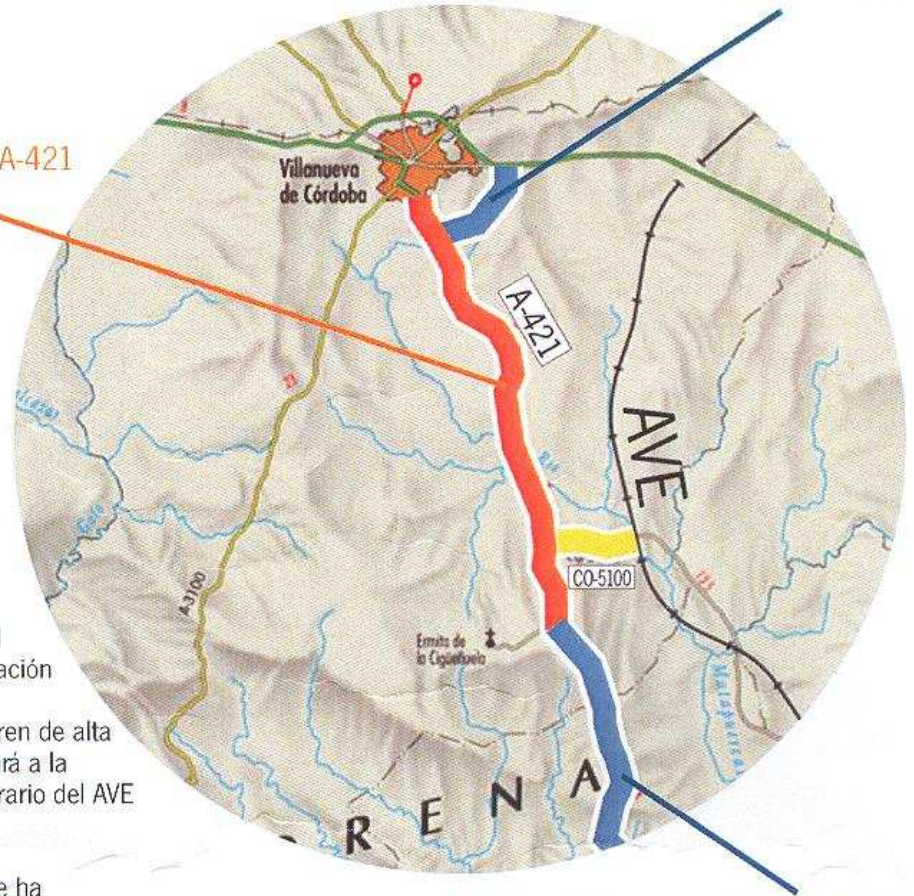 A-421
Villanueva
de Córdoba
A-421
AVE
CO-5100
A-3100
Ermita de
la Cigüeñuela
RENA
ación
ren de alta
rá a la
rario del AVE
e ha